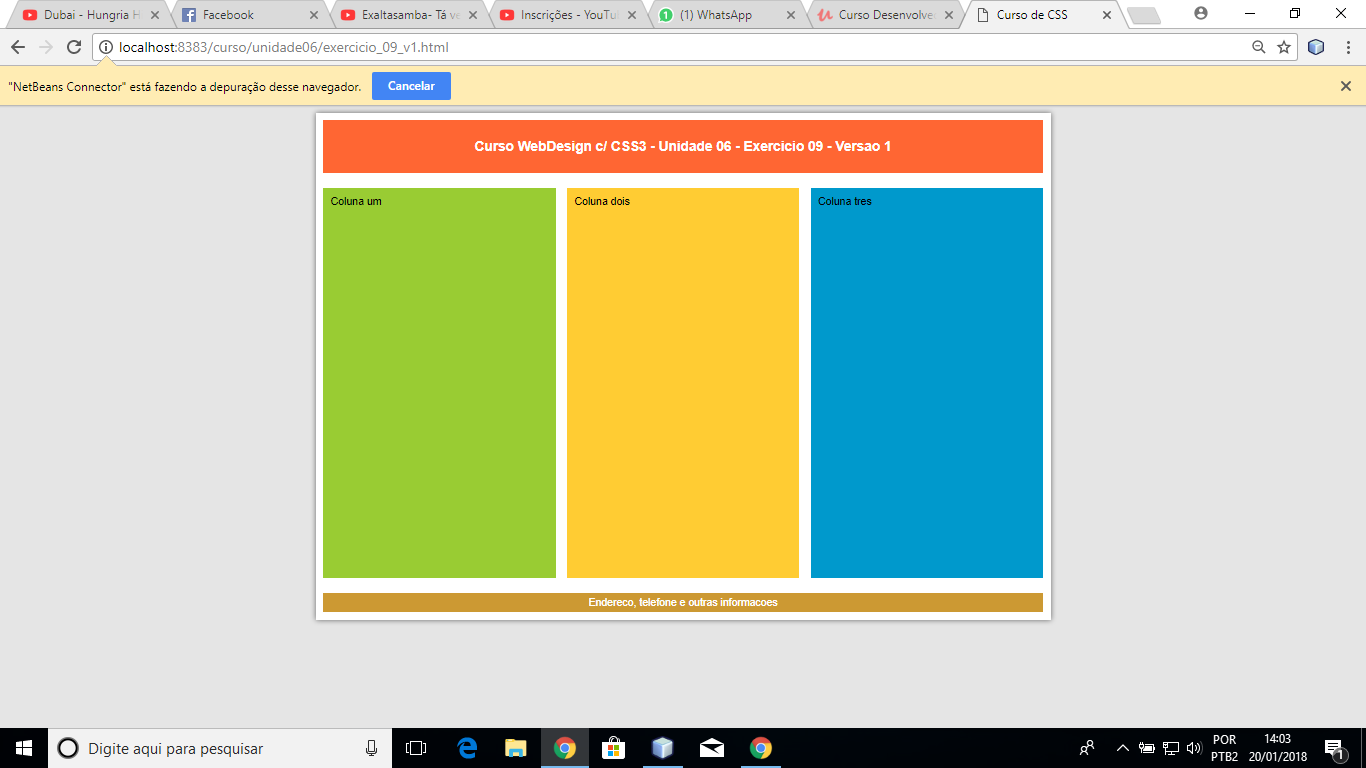 Dubai - Hungria H
Facebook
Exaltasamba- Tá ve
Inscrições - YouTu
(1) WhatsApp
Curso Desenvolve
Curso de CSS
localhost:8383/curso/unidade06/exercicio_09_v1.html
"NetBeans Connector" está fazendo a depuração desse navegador.
Cancelar
Curso WebDesign c/ CSS3 - Unidade 06 - Exercicio 09 - Versao 1
Coluna um
Coluna dois
Coluna tres
Endereco, telefone e outras informacoes
Digite aqui para pesquisar
POR
PTB2
14:03
20/01/2018
1